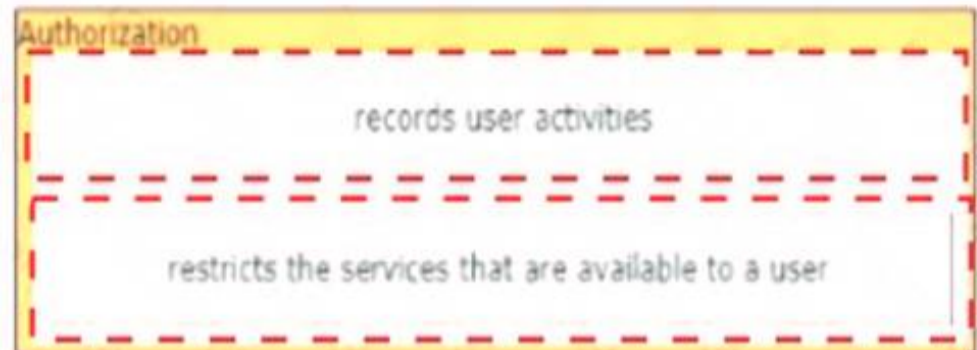 Authorization
records user activities
restricts the services that are available to a user